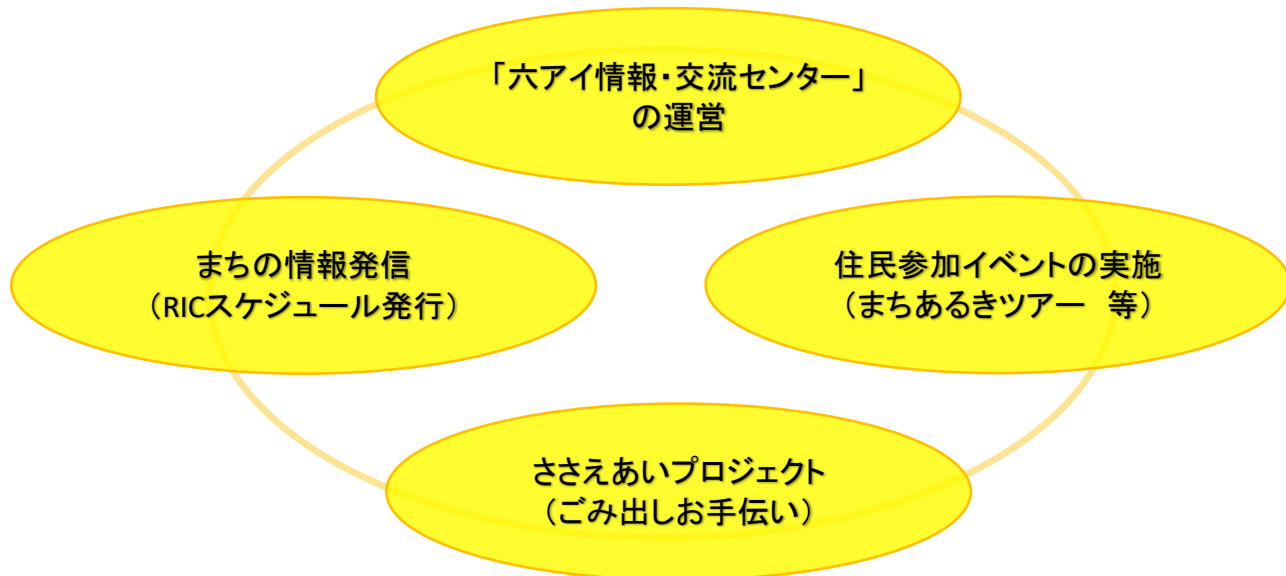 「六アイ情報・交流センター」
の運営
まちの情報発信
（RICスケジュール発行）
住民参加イベントの実施
（まちあるきツアー　等）
ささえあいプロジェクト
（ごみ出しお手伝い）